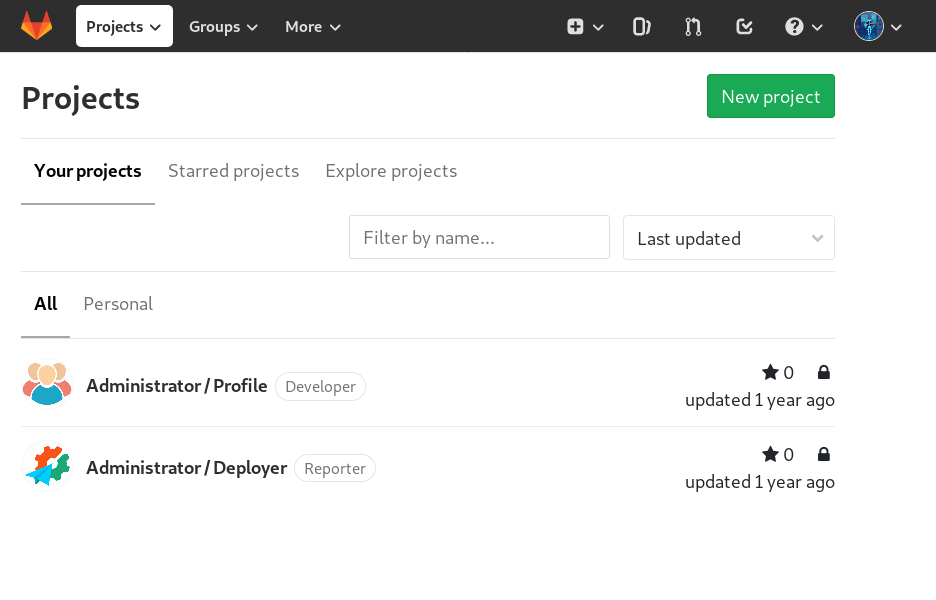 Projects Groups More
Projects
New project
Your projects Starred projects Explore projects
Filter by name... Last updated
All Personal
Administrator / Profile Developer
0
updated 1 year ago
Administrator / Deployer Reporter
0
updated 1 year ago